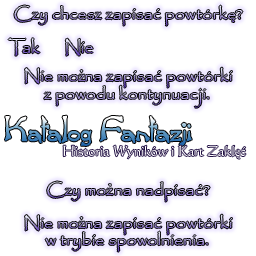 Czy chcesz zapisać powtórkę?
Tak Nie
Nie można zapisać powtórki
z powodu kontynuacji.
Katalog Fantazji
Historia Wyników i Kart Zaklęć
Czy można nadpisać?
Nie można zapisać powtórki
w trybie spowolnienia.